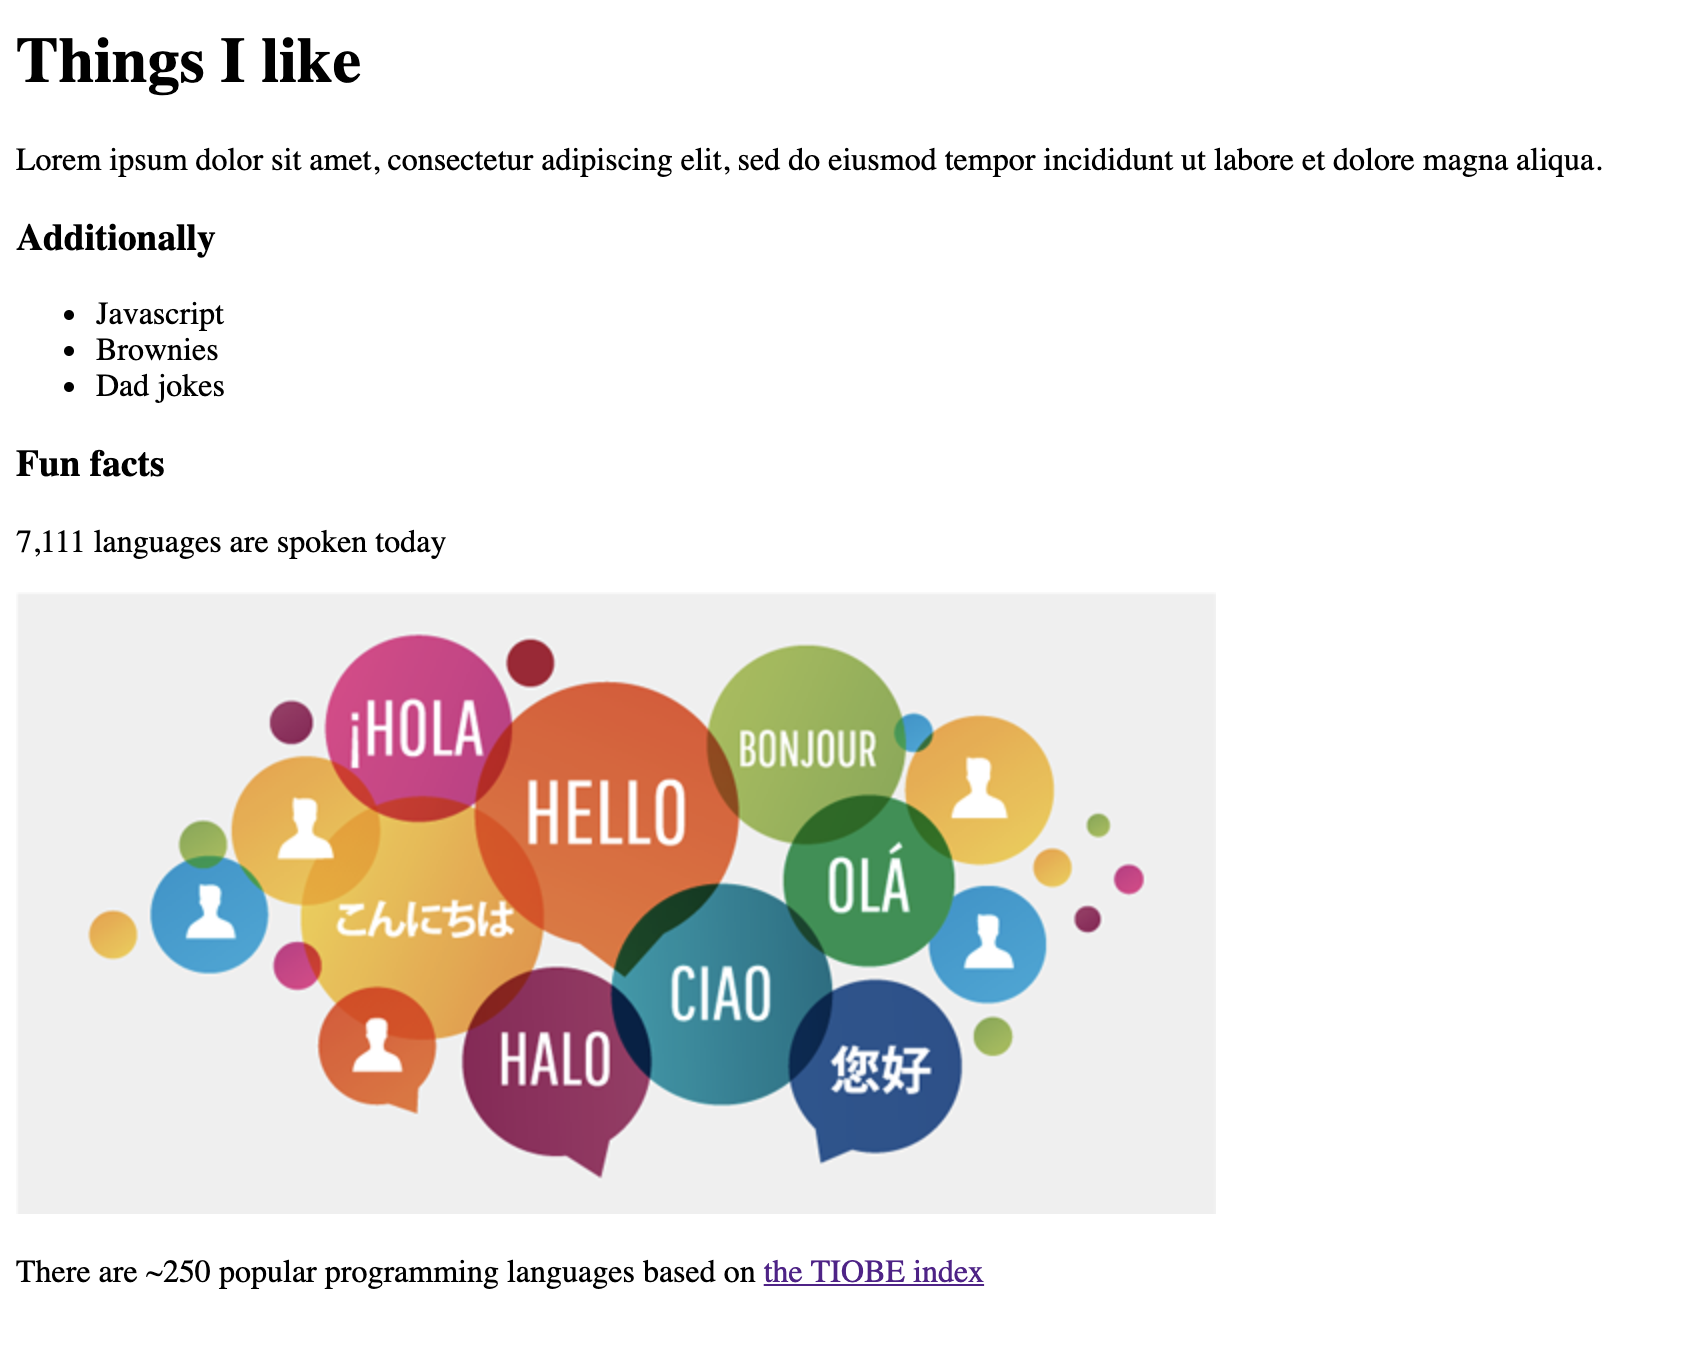 Things I like
Lorem ipsum dolor sit amet, consectetur adipiscing elit, sed do eiusmod tempor incididunt ut labore et dolore magna aliqua.
Additionally
• Javascript
• Brownies
• Dad jokes
Fun facts
7,111 languages are spoken today
¡HOLA
HELLO
BONJOUR
OLÁ
こんにちは
CIAO
HALO
您好
There are ~250 popular programming languages based on the TIOBE index